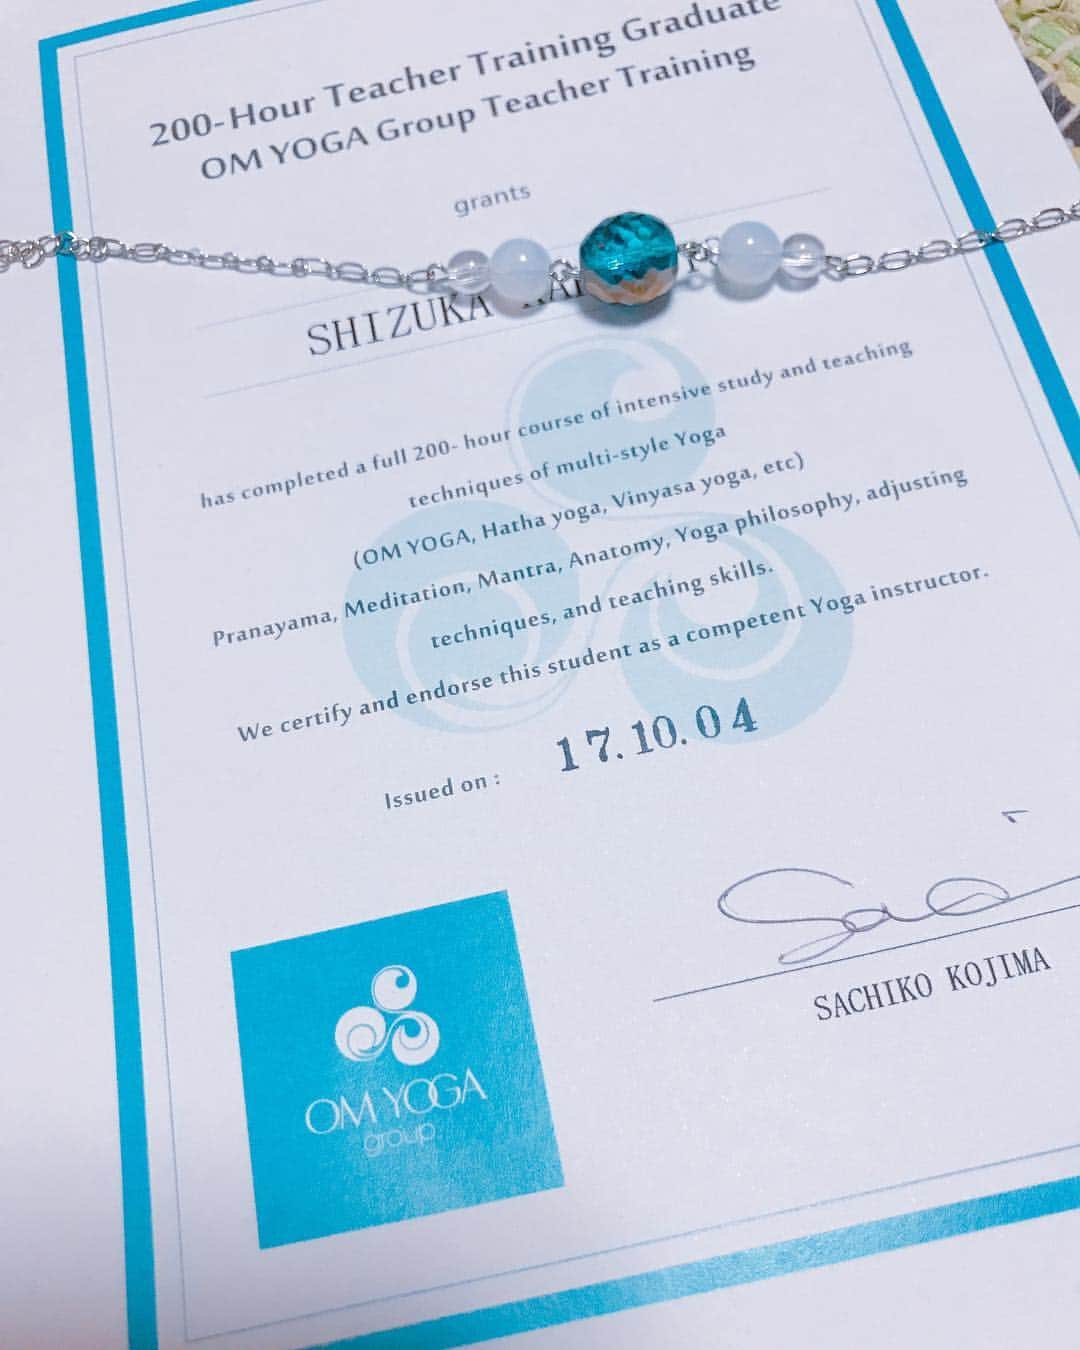 200-Hour Teacher Training Graduate
OM YOGA Group Teacher Training
grants
SHIZUKA
has completed a full 200- hour course of intensive study and teaching
techniques of multi-style Yoga
(OM YOGA, Hatha yoga, Vinyasa yoga, etc)
Pranayama, Meditation, Mantra, Anatomy, Yoga philosophy, adjusting
techniques, and teaching skills.
We certify and endorse this student as a competent Yoga instructor.
Issued on : 17.10.04
SACHIKO KOJIMA
OM YOGA
group